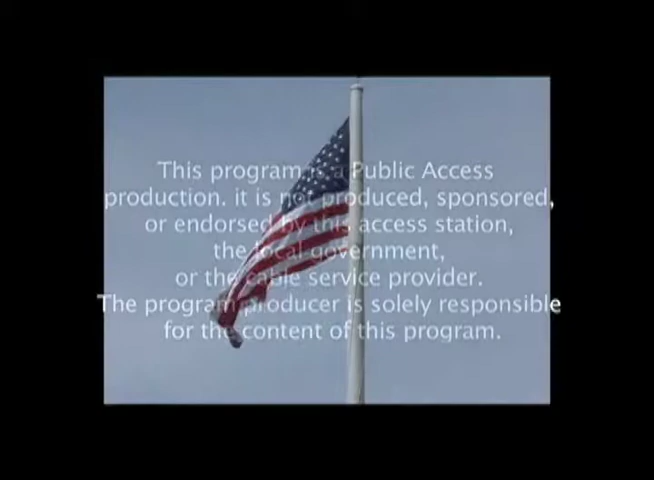 This program is a Public Access
production. it is not produced, sponsored,
or endorsed by this access station,
the local government,
or the cable service provider.
The program producer is solely responsible
for the content of this program.